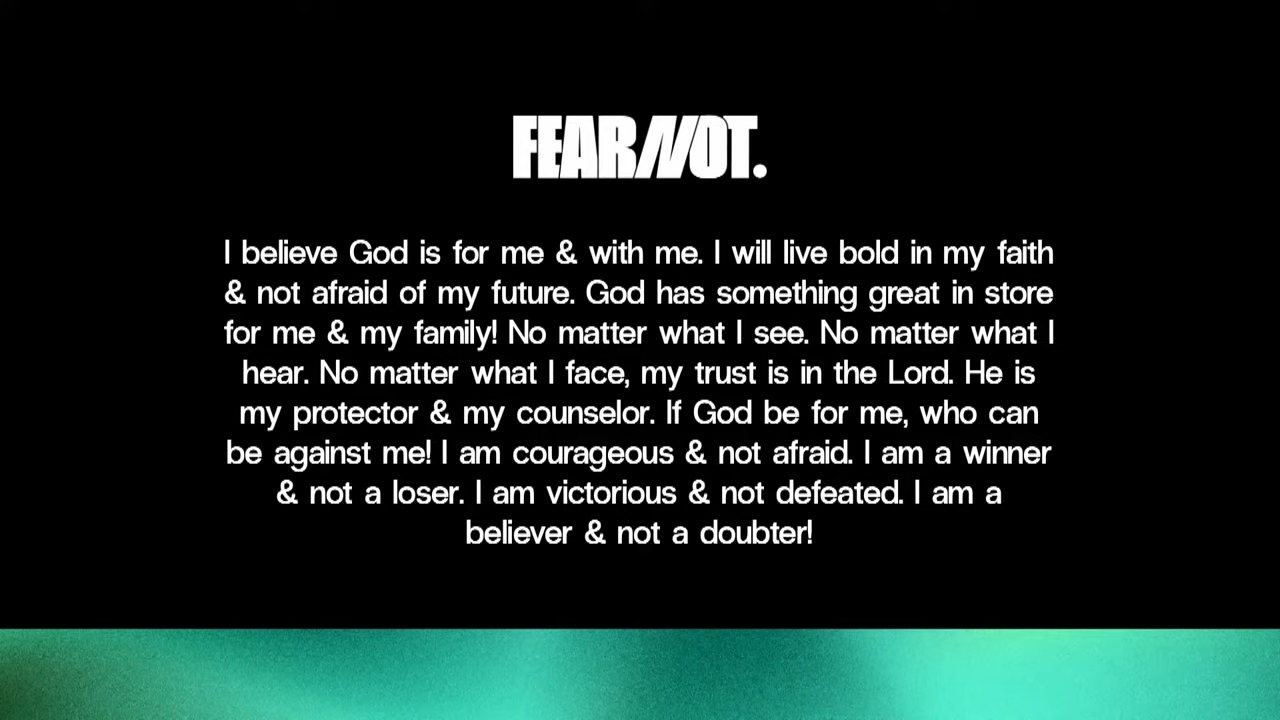 FEAR NOT.
I believe God is for me & with me. I will live bold in my faith
& not afraid of my future. God has something great in store
for me & my family! No matter what I see. No matter what I
hear. No matter what I face, my trust is in the Lord. He is
my protector & my counselor. If God be for me, who can
be against me! I am courageous & not afraid. I am a winner
& not a loser. I am victorious & not defeated. I am a
believer & not a doubter!